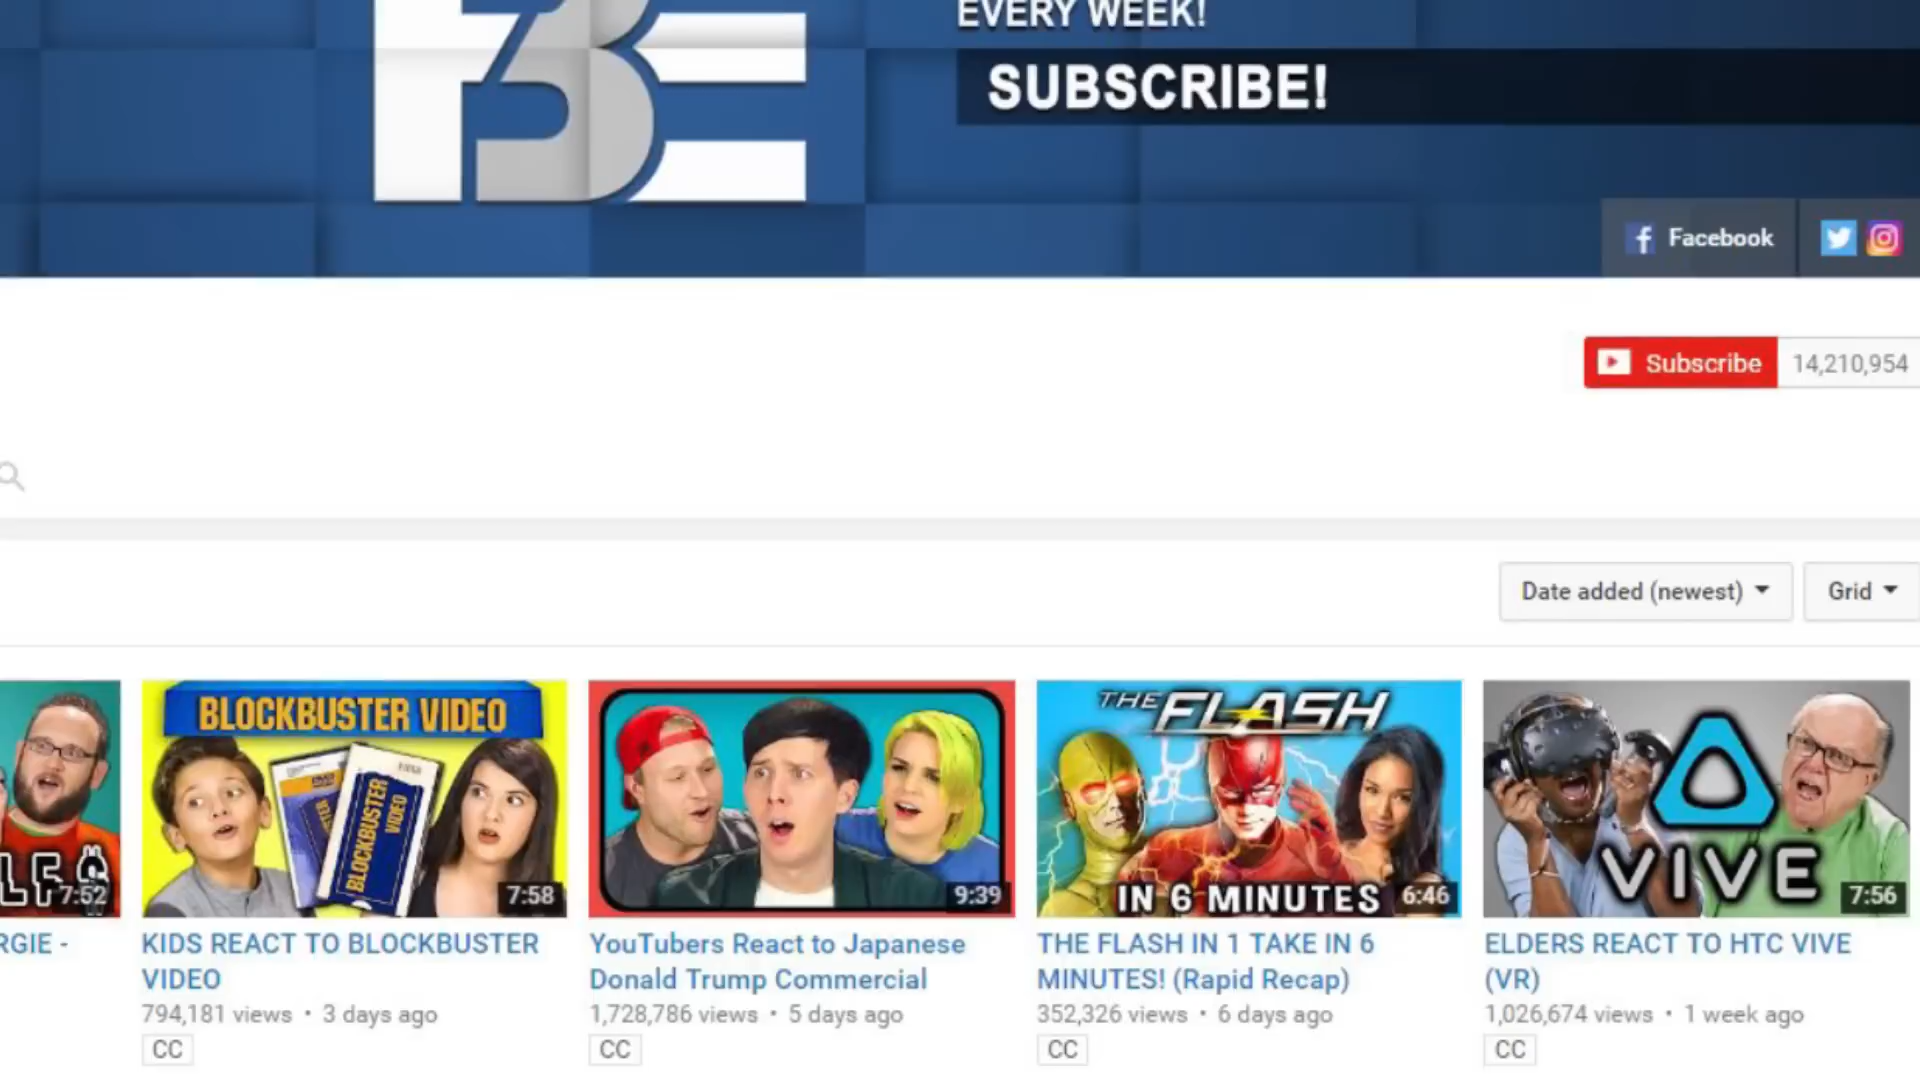 FBE
EVERY WEEK!
SUBSCRIBE!
Facebook
Subscribe 14,210,954
Date added (newest) Grid
BLOCKBUSTER VIDEO
BLOCKBUSTER
VIDEO
7:52
7:58
9:39
THE FLASH
IN 6 MINUTES
6:46
VIVE
7:56
RGIE -
KIDS REACT TO BLOCKBUSTER
VIDEO
794,181 views • 3 days ago
CC
YouTubers React to Japanese
Donald Trump Commercial
1,728,786 views • 5 days ago
CC
THE FLASH IN 1 TAKE IN 6
MINUTES! (Rapid Recap)
352,326 views • 6 days ago
CC
ELDERS REACT TO HTC VIVE
(VR)
1,026,674 views • 1 week ago
CC